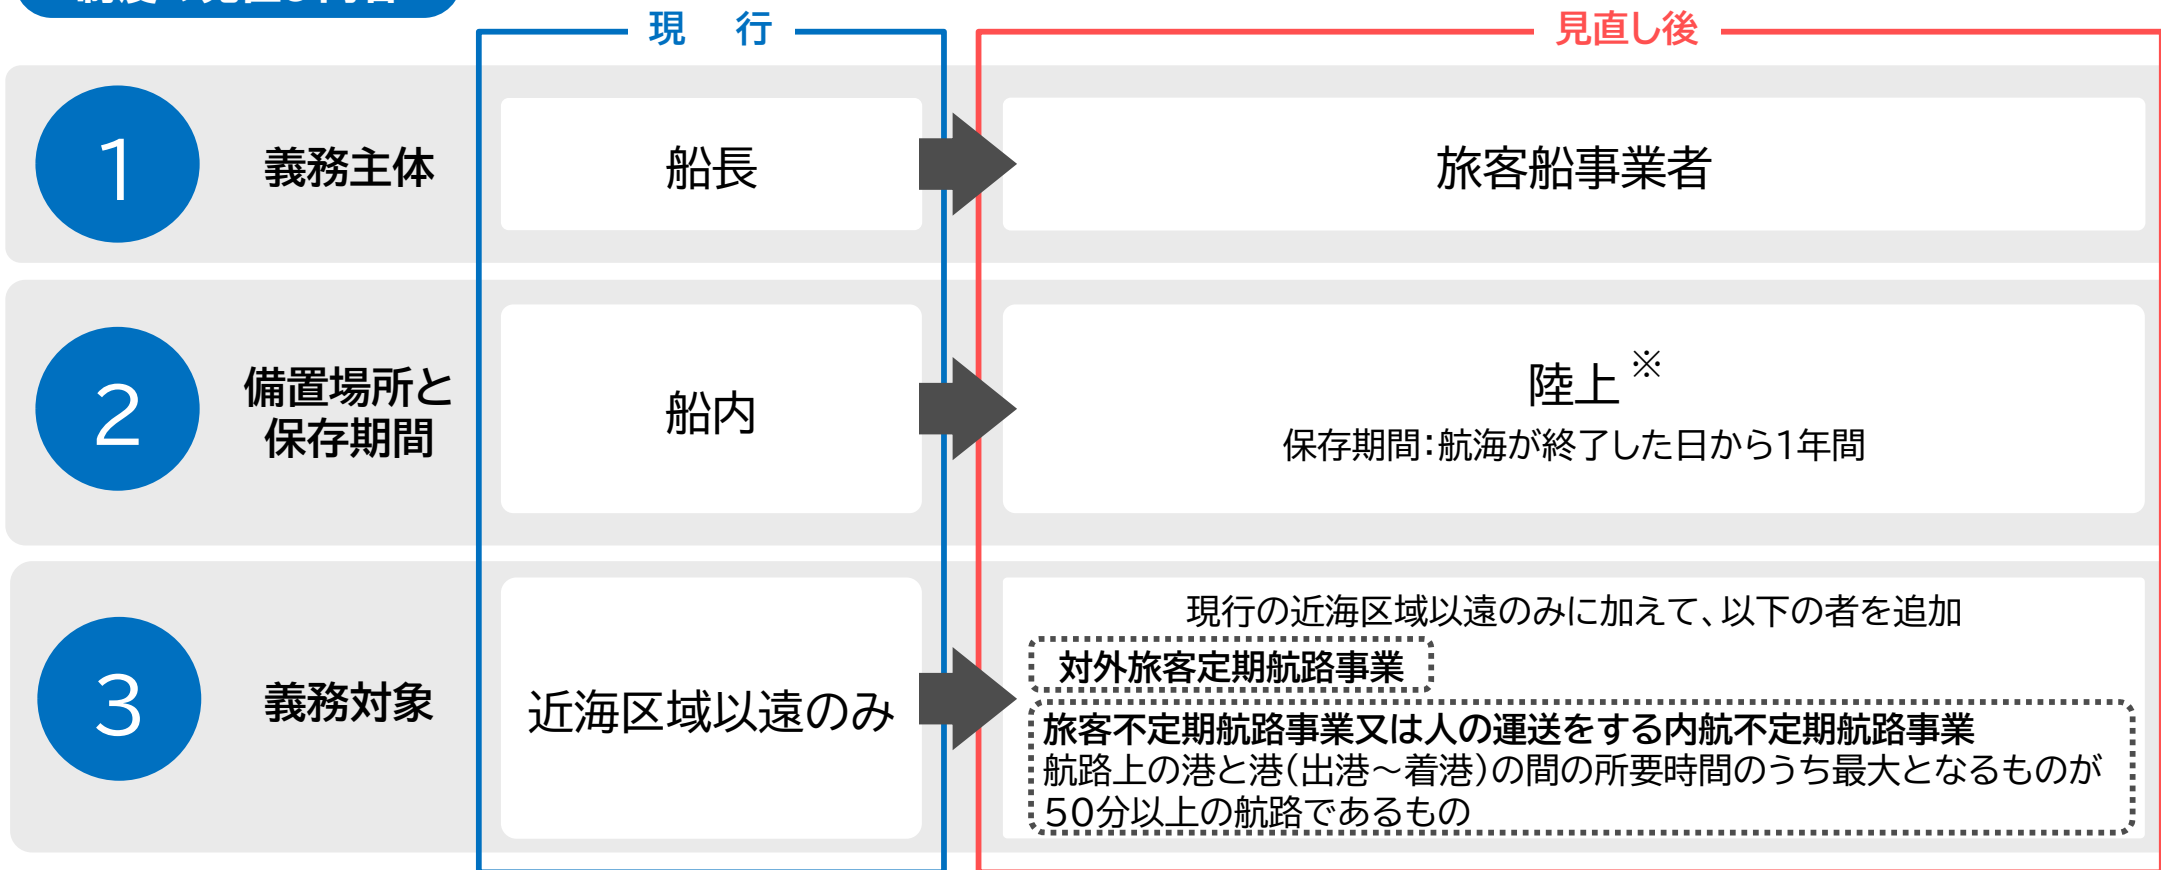 現 行
見直し後
1
義務主体
船長
旅客船事業者
2
備置場所と
保存期間
船内
陸上※
保存期間：航海が終了した日から1年間
3
義務対象
近海区域以遠のみ
現行の近海区域以遠のみに加えて、以下の者を追加
対外旅客定期航路事業
旅客不定期航路事業又は人の運送をする内航不定期航路事業
航路上の港と港(出港～着港)の間の所要時間のうち最大となるものが
50分以上の航路であるもの